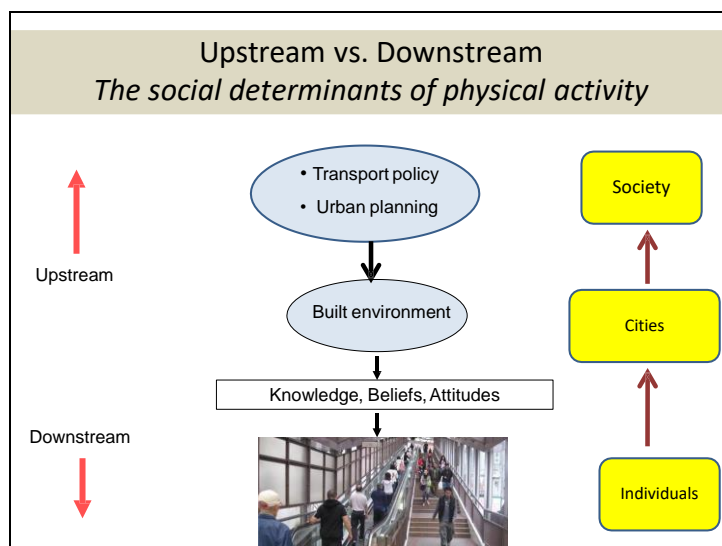 Upstream vs. Downstream
The social determinants of physical activity
• Transport policy
• Urban planning
Society
Upstream
Built environment
Cities
Knowledge, Beliefs, Attitudes
Downstream
Individuals